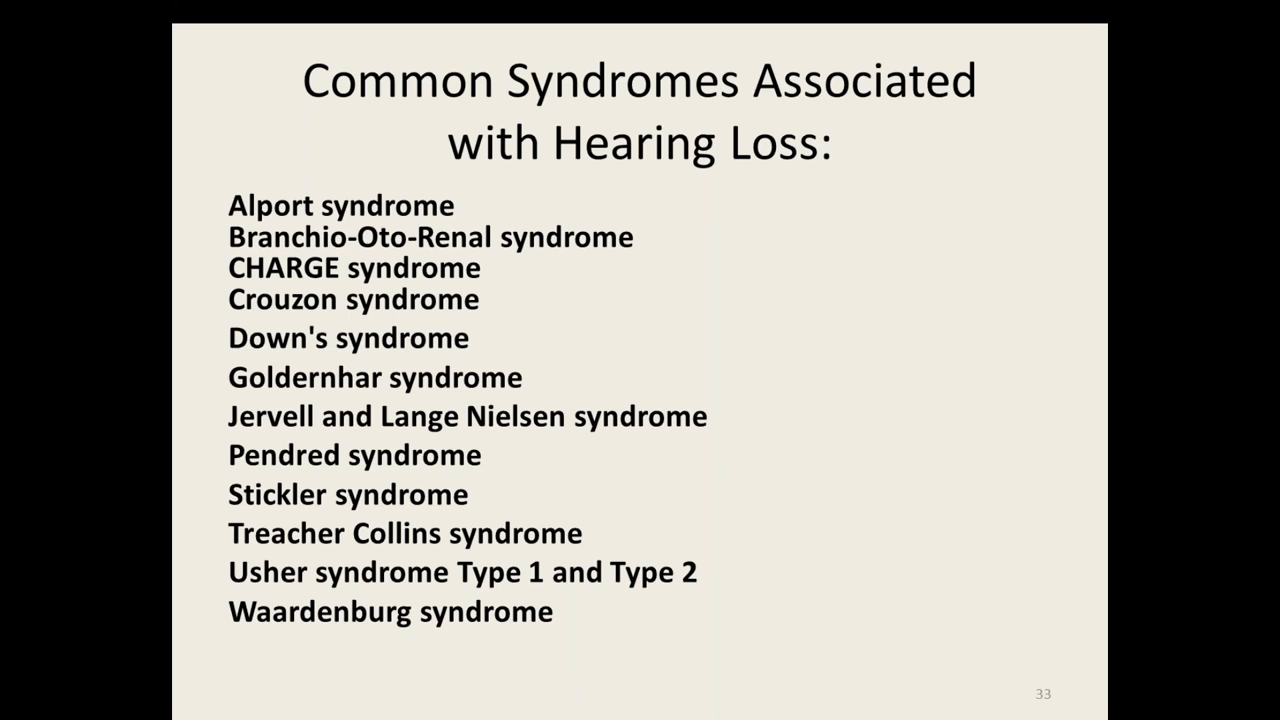 Common Syndromes Associated
with Hearing Loss:
Alport syndrome
Branchio-Oto-Renal syndrome
CHARGE syndrome
Crouzon syndrome
Down's syndrome
Goldernhar syndrome
Jervell and Lange Nielsen syndrome
Pendred syndrome
Stickler syndrome
Treacher Collins syndrome
Usher syndrome Type 1 and Type 2
Waardenburg syndrome
33